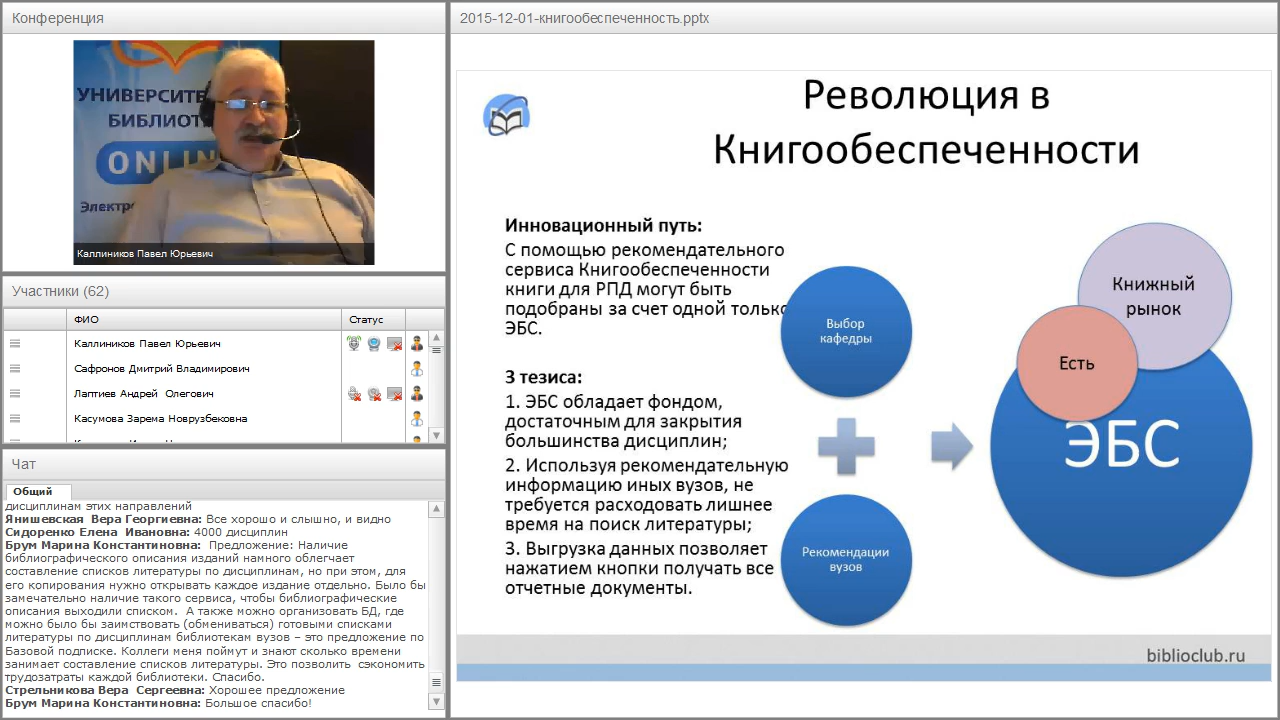 Конференция
УНИВЕРСИТЕ
БИБЛИОТ
ONLIN
Электр
Каллиников Павел Юрьевич
Участники (62)
ФИО
Статус
Каллиников Павел Юрьевич
Сафронов Дмитрий Владимирович
Лаптиев Андрей Олегович
Касумова Зарема Новрузбековна
Чат
Общий
дисциплинам этих направлений
Янишевская Вера Георгиевна: Все хорошо и слышно, и видно
Сидоренко Елена Ивановна: 4000 дисциплин
Брум Марина Константиновна: Предложение: Наличие
библиографического описания изданий намного облегчает
составление списков литературы по дисциплинам, но при этом, для
его копирования нужно открывать каждое издание отдельно. Было бы
замечательно наличие такого сервиса, чтобы библиографические
описания выходили списком. А также можно организовать БД, где
можно было бы заимствовать (обмениваться) готовыми списками
литературы по дисциплинам библиотекам вузов – это предложение по
Базовой подписке. Коллеги меня поймут и знают сколько времени
занимает составление списков литературы. Это позволить сэкономить
трудозатраты каждой библиотеки. Спасибо.
Стрельникова Вера Сергеевна: Хорошее предложение
Брум Марина Константиновна: Большое спасибо!
2015-12-01-книгообеспеченность.pptx
Революция в
Книгообеспеченности
Инновационный путь:
С помощью рекомендательного
сервиса Книгообеспеченности
книги для РПД могут быть
подобраны за счет одной только
ЭБС.
3 тезиса:
1. ЭБС обладает фондом,
достаточным для закрытия
большинства дисциплин;
2. Используя рекомендательную
информацию иных вузов, не
требуется расходовать лишнее
время на поиск литературы;
3. Выгрузка данных позволяет
нажатием кнопки получать все
отчетные документы.
Выбор
кафедры
Рекомендации
вузов
Книжный
рынок
Есть
ЭБС
biblioclub.ru